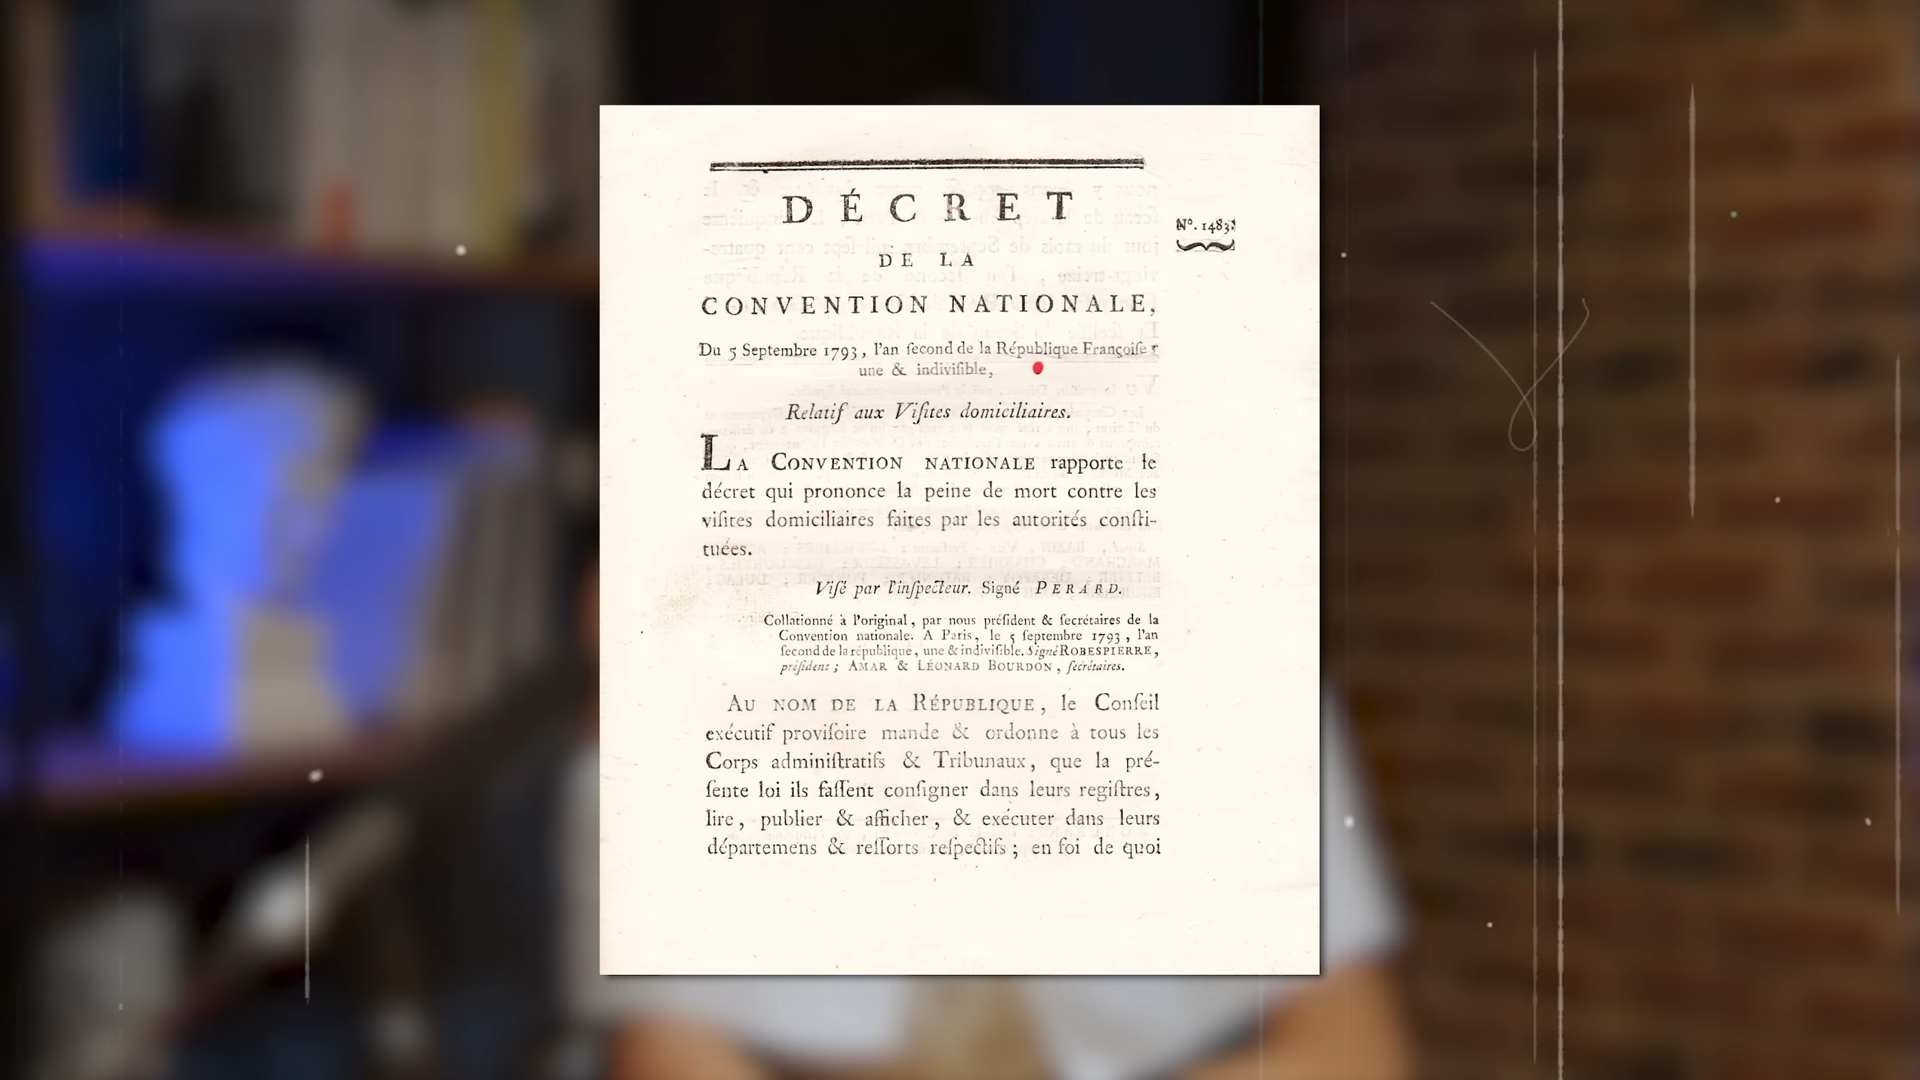 DÉCRET
Nº. 1483.
DE LA
CONVENTION NATIONALE,
Du 5 Septembre 1793, l'an ſecond de la République Françoiſe,
une & indiviſible,
Relatif aux Viſites domiciliaires.
LA CONVENTION NATIONALE rapporte le
décret qui prononce la peine de mort contre les
viſites domiciliaires faites par les autorités conſti-
tuées.
Viſé par l'inſpecteur. Signé PERARD.
Collationné à l'original, par nous préſident & ſecrétaires de la
Convention nationale. A Paris, le 5 ſeptembre 1793, l'an
ſecond de la république, une & indiviſible. Signé ROBESPIERRE,
préſident; AMAR & LÉONARD BOURDON, ſecrétaires.
AU NOM DE LA RÉPUBLIQUE, le Conſeil
exécutif proviſoire mande & ordonne à tous les
Corps adminiſtratifs & Tribunaux, que la pré-
ſente loi ils faſſent conſigner dans leurs regiſtres,
lire, publier & afficher, & exécuter dans leurs
départemens & reſſorts reſpectifs; en foi de quoi